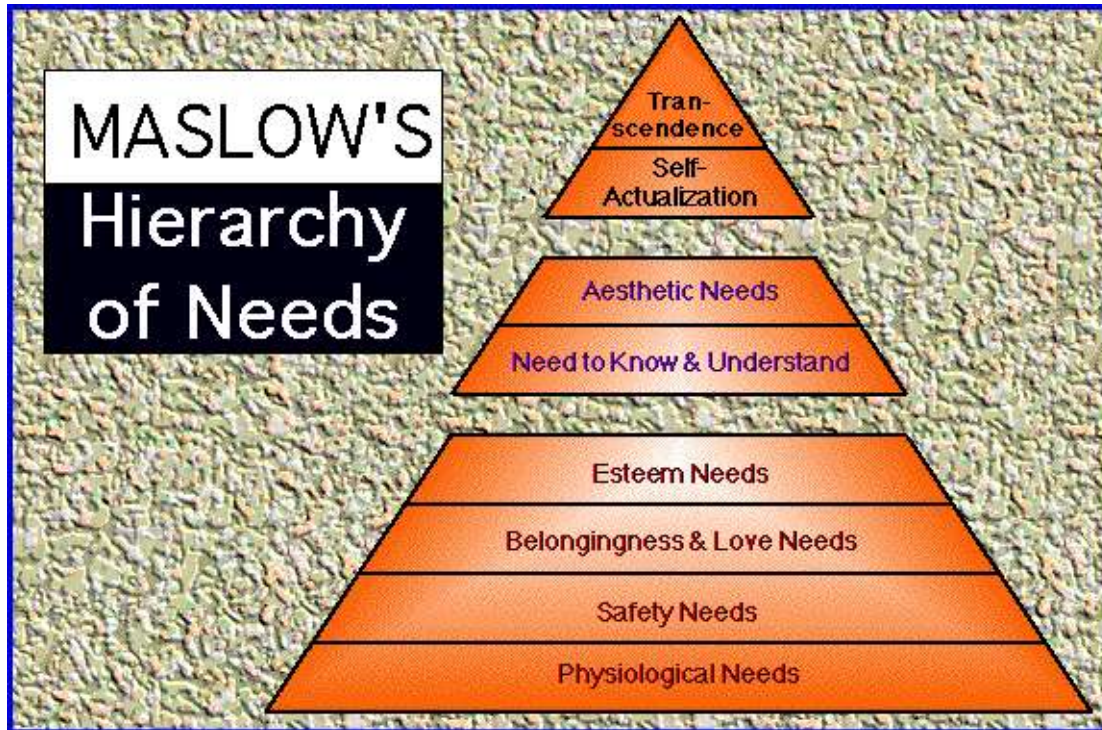 MASLOW'S
Hierarchy
of Needs
Tran-
scendence
Self-
Actualization
Aesthetic Needs
Need to Know & Understand
Esteem Needs
Belongingness & Love Needs
Safety Needs
Physiological Needs